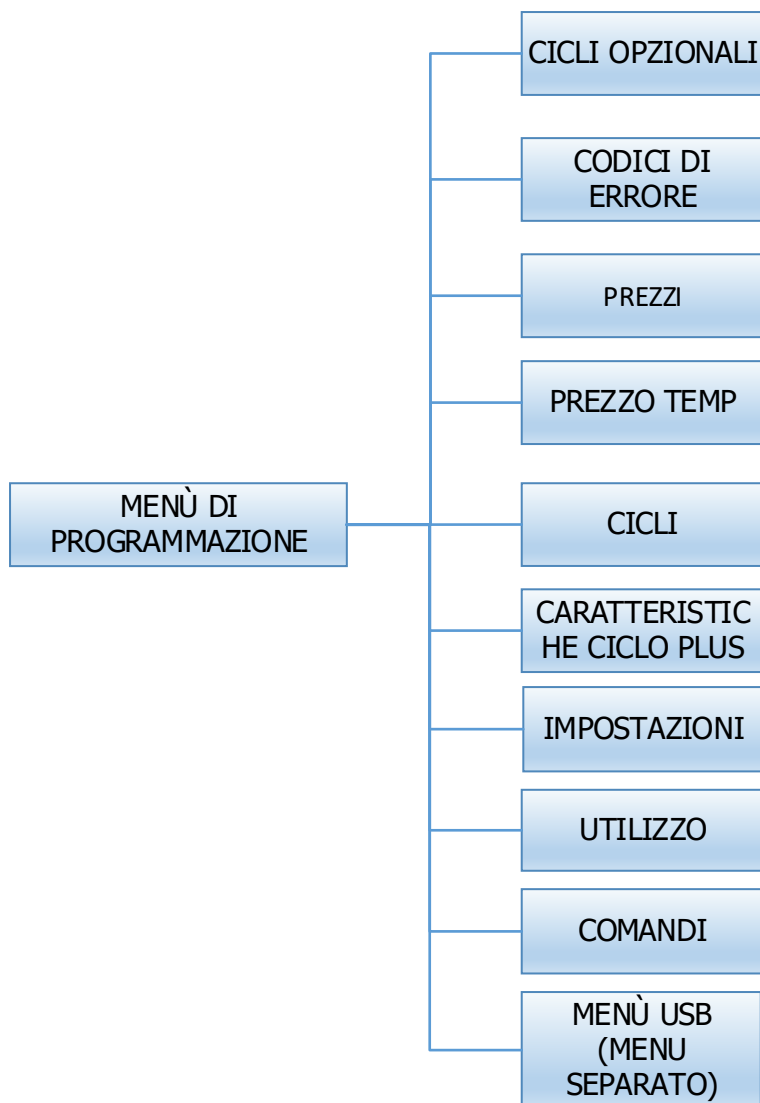 CICLI OPZIONALI
CODICI DI
ERRORE
PREZZI
PREZZO TEMP
MENÙ DI
PROGRAMMAZIONE
CICLI
CARATTERISTIC
HE CICLO PLUS
IMPOSTAZIONI
UTILIZZO
COMANDI
MENÙ USB
(MENU
SEPARATO)